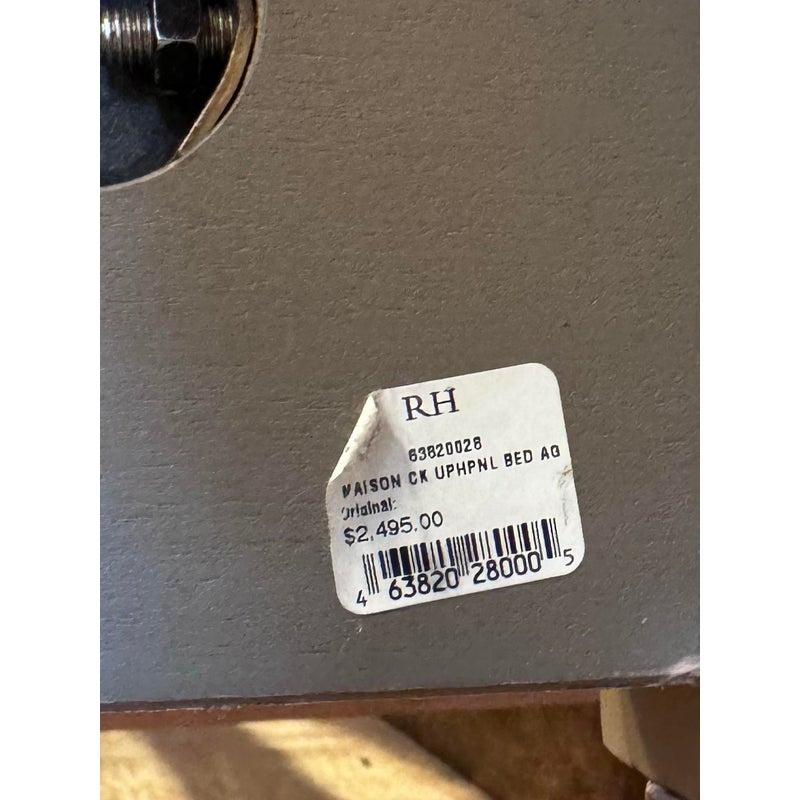 RH
63820028
MAISON CK UPHPNL BED AG
Original:
$2,495.00
4 63820 28000 5